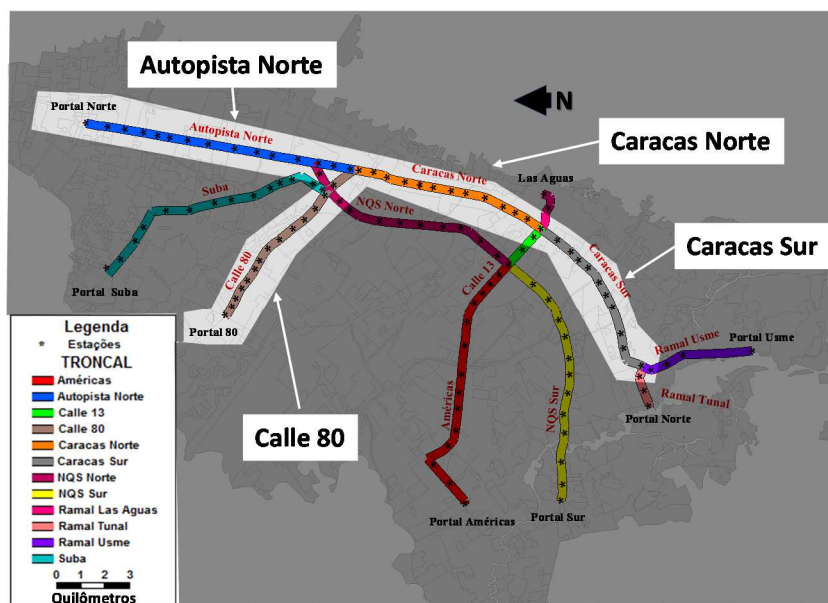 Autopista Norte
Portal Norte
Autopista Norte
N
Caracas Norte
Caracas Norte
Las Aguas
Suba
NQS Norte
Caracas Sur
Caracas Sur
Calle 80
Calle 13
Portal Suba
Portal 80
Ramal Usme
Portal Usme
Ramal Tunal
Portal Norte
Calle 80
Américas
NQS Sur
Portal Américas
Portal Sur
Legenda
* Estações
TRONCAL
Américas
Autopista Norte
Calle 13
Calle 80
Caracas Norte
Caracas Sur
NQS Norte
NQS Sur
Ramal Las Aguas
Ramal Tunal
Ramal Usme
Suba
0 1 2 3
Quilômetros